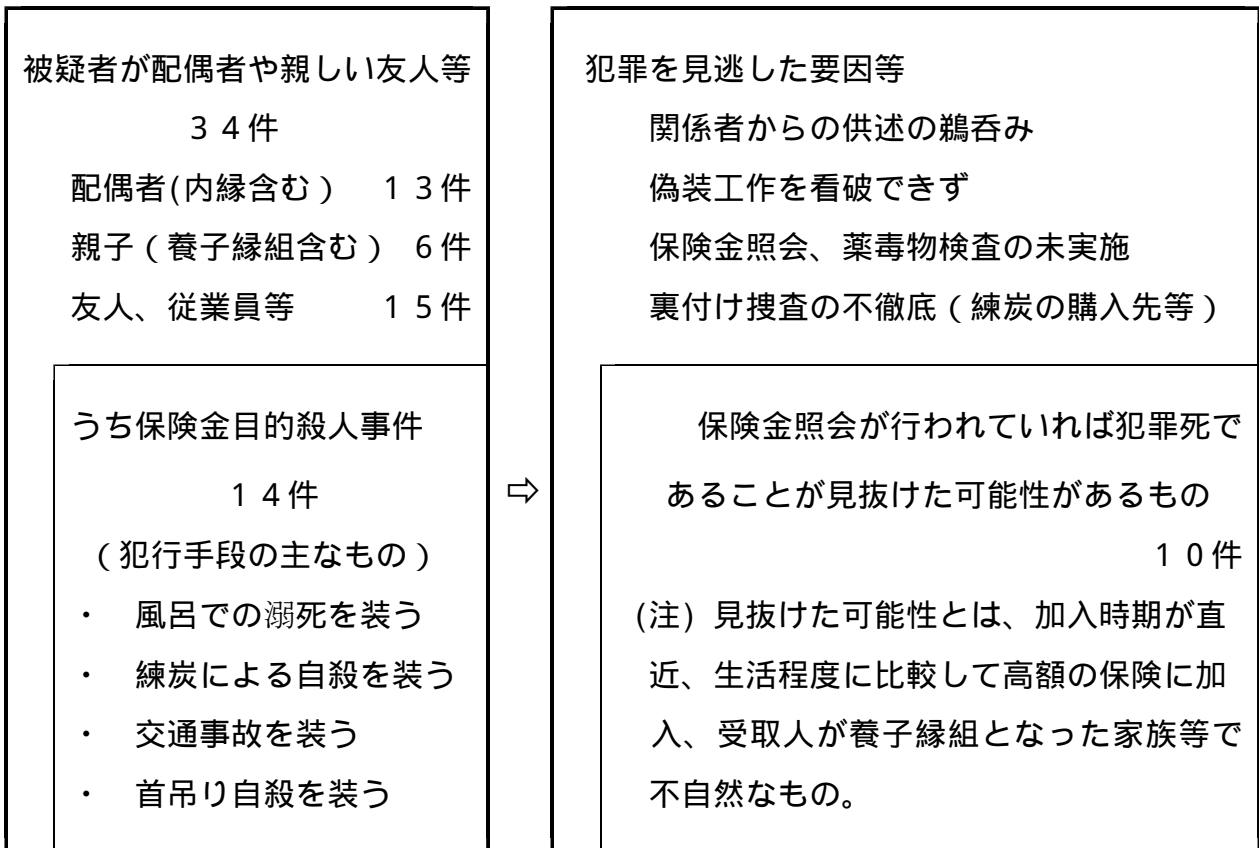 被疑者が配偶者や親しい友人等
３４件
配偶者(内縁含む） １３件
親子（養子縁組含む） 6件
友人、従業員等 １５件
うち保険金目的殺人事件
１４件
（犯行手段の主なもの）
・ 風呂での溺死を装う
・ 練炭による自殺を装う
・ 交通事故を装う
・ 首吊り自殺を装う
⇨
犯罪を見逃した要因等
関係者からの供述の鵜呑み
偽装工作を看破できず
保険金照会、薬毒物検査の未実施
裏付け捜査の不徹底（練炭の購入先等）
保険金照会が行われていれば犯罪死で
あることが見抜けた可能性があるもの
１０件
(注) 見抜けた可能性とは、加入時期が直
近、生活程度に比較して高額の保険に加
入、受取人が養子縁組となった家族等で
不自然なもの。